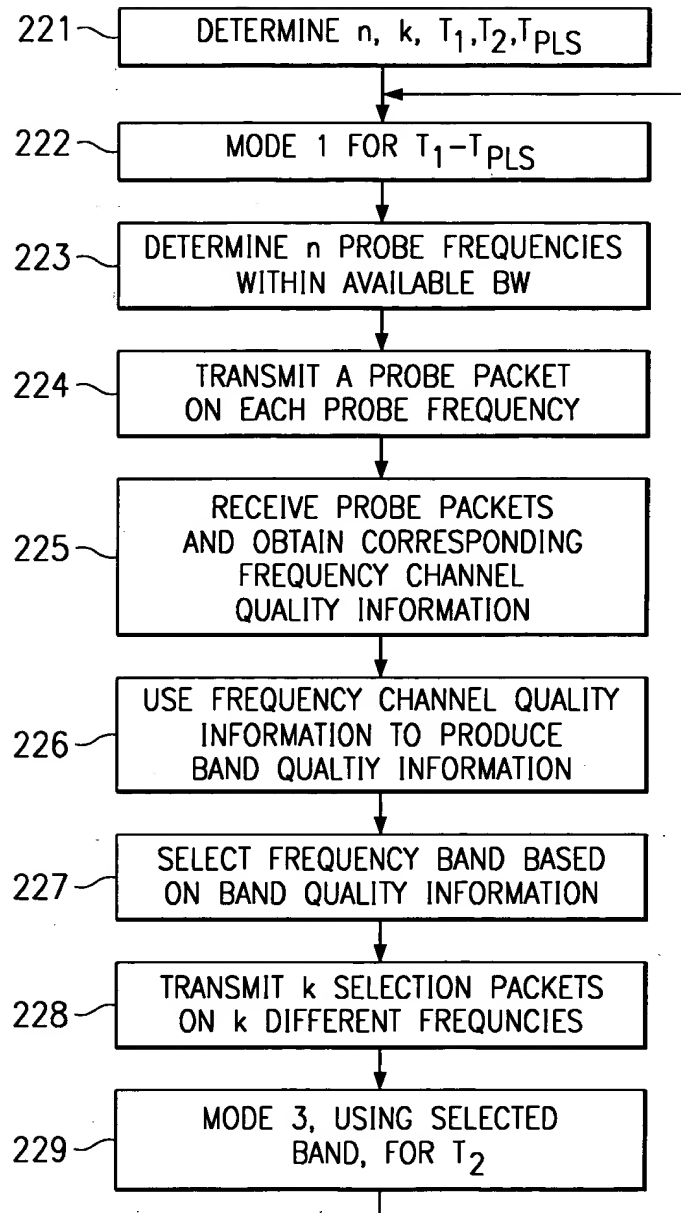 221
DETERMINE n, k, T1,T2,TPLS
222
MODE 1 FOR T1-TPLS
223
DETERMINE n PROBE FREQUENCIES
WITHIN AVAILABLE BW
224
TRANSMIT A PROBE PACKET
ON EACH PROBE FREQUENCY
225
RECEIVE PROBE PACKETS
AND OBTAIN CORRESPONDING
FREQUENCY CHANNEL
QUALITY INFORMATION
226
USE FREQUENCY CHANNEL QUALITY
INFORMATION TO PRODUCE
BAND QUALTIY INFORMATION
227
SELECT FREQUENCY BAND BASED
ON BAND QUALITY INFORMATION
228
TRANSMIT k SELECTION PACKETS
ON k DIFFERENT FREQUNCIES
229
MODE 3, USING SELECTED
BAND, FOR T2